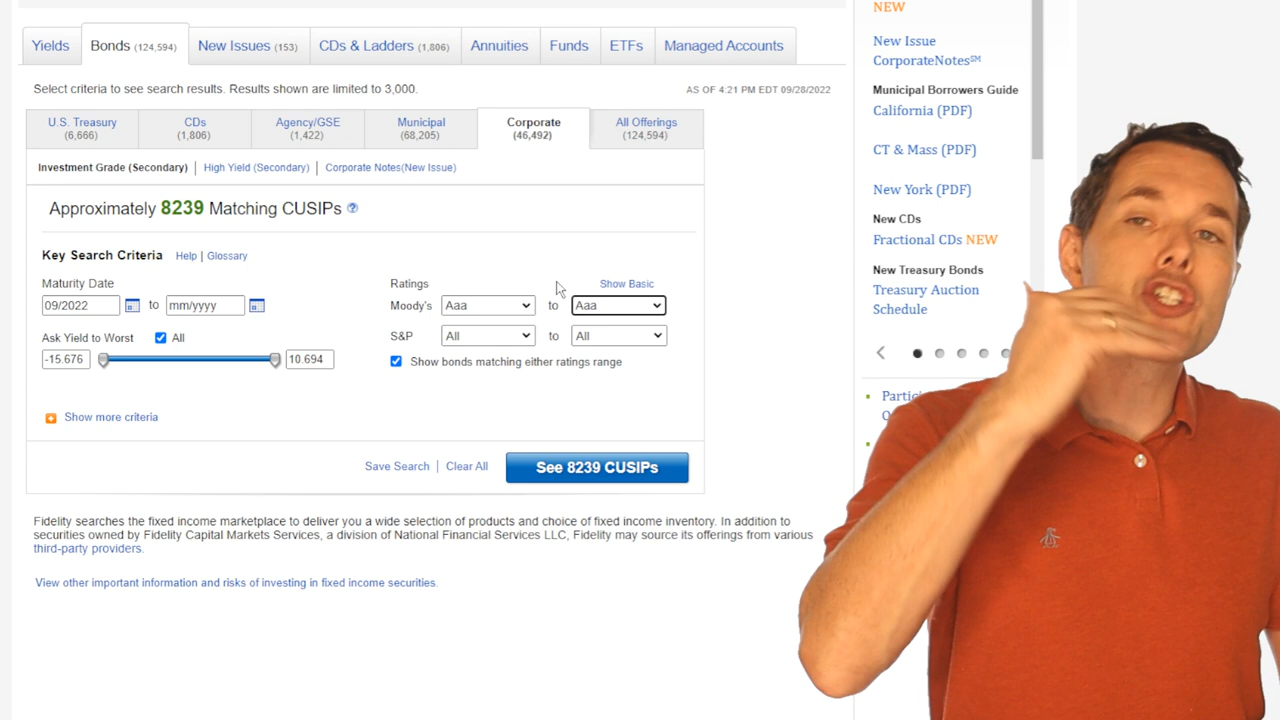 NEW
Yields
Bonds (124,594)
New Issues (153)
CDs & Ladders (1,806)
Annuities
Funds
ETFs
Managed Accounts
New Issue
CorporateNotes℠
Select criteria to see search results. Results shown are limited to 3,000.
AS OF 4:21 PM EDT 09/28/2022
Municipal Borrowers Guide
California (PDF)
U.S. Treasury
(6,666)
CDs
(1,806)
Agency/GSE
(1,422)
Municipal
(68,205)
Corporate
(46,492)
All Offerings
(124,594)
CT & Mass (PDF)
Investment Grade (Secondary) | High Yield (Secondary) | Corporate Notes(New Issue)
New York (PDF)
Approximately 8239 Matching CUSIPs ?
New CDs
Fractional CDs NEW
Key Search Criteria Help | Glossary
New Treasury Bonds
Treasury Auction
Schedule
Maturity Date
09/2022 to mm/yyyy
Ratings
Show Basic
Moody's Aaa to Aaa
Ask Yield to Worst All
-15.676 10.694
S&P All to All
Show bonds matching either ratings range
Show more criteria
Save Search | Clear All
See 8239 CUSIPs
Fidelity searches the fixed income marketplace to deliver you a wide selection of products and choice of fixed income inventory. In addition to
securities owned by Fidelity Capital Markets Services, a division of National Financial Services LLC, Fidelity may source its offerings from various
third-party providers.
View other important information and risks of investing in fixed income securities.